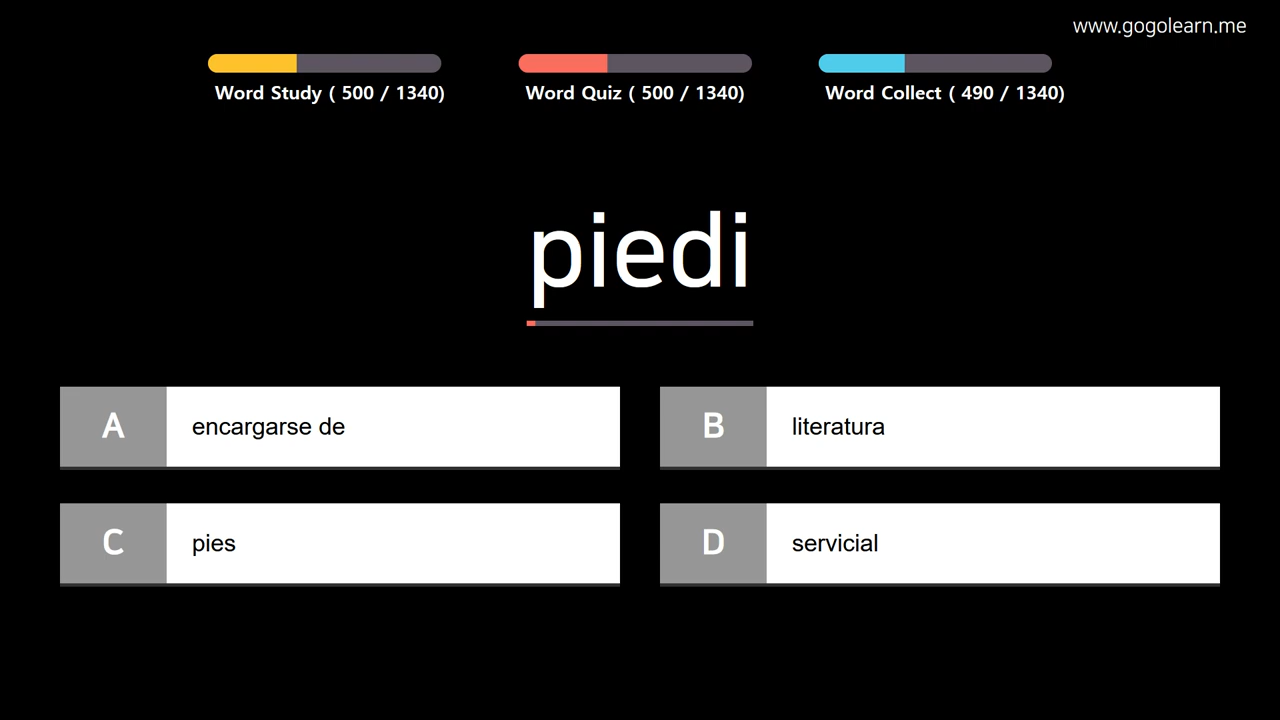 www.gogolearn.me
Word Study ( 500 / 1340)
Word Quiz ( 500 / 1340)
Word Collect ( 490 / 1340)
piedi
A encargarse de
B literatura
C pies
D servicial